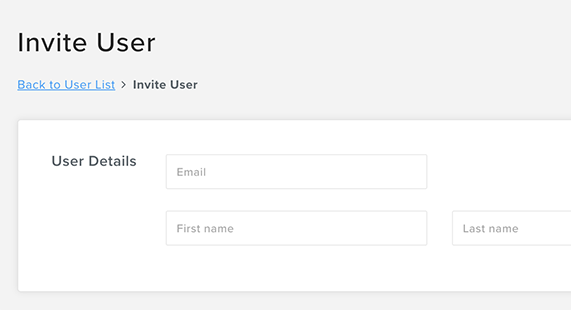 Invite User
Back to User List > Invite User
User Details
Email
First name
Last name